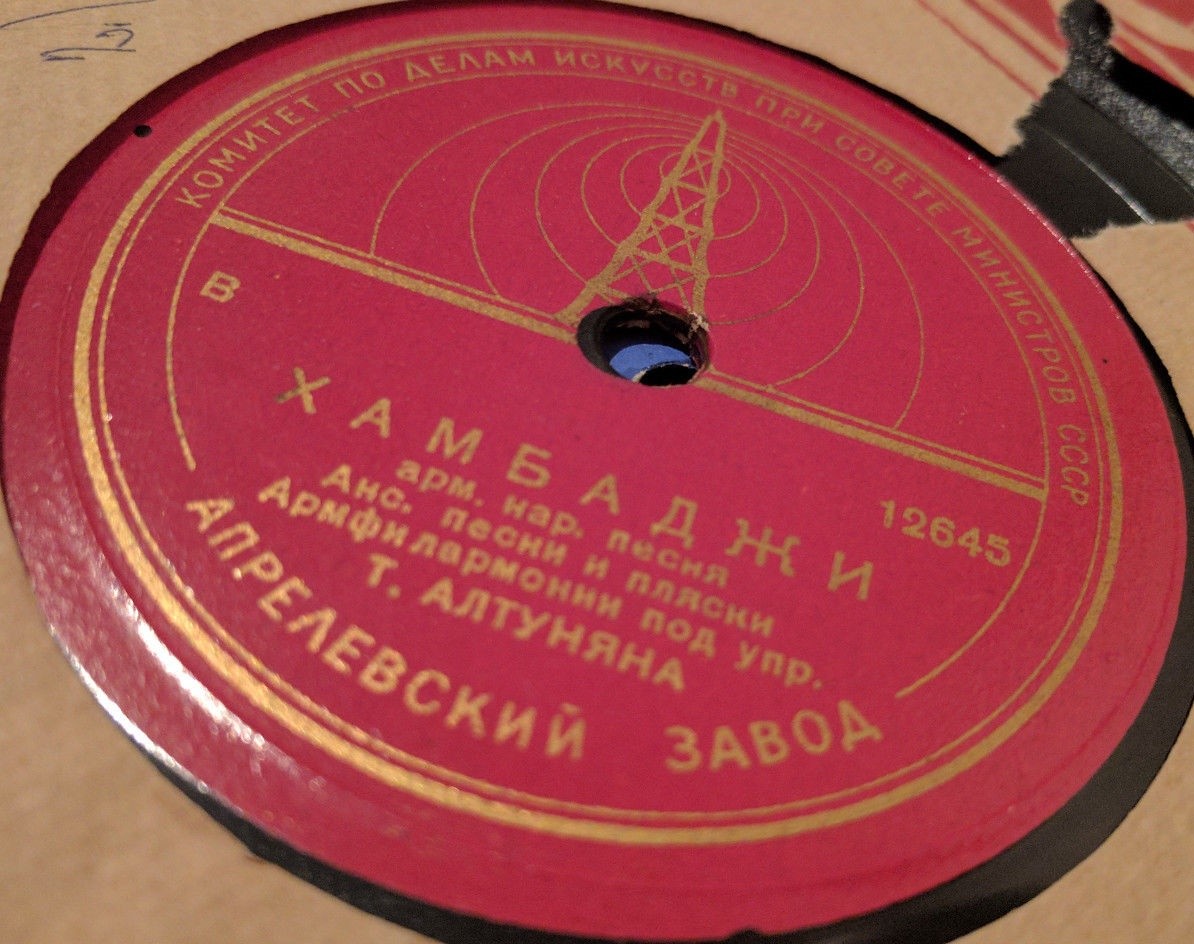 КОМИТЕТ ПО ДЕЛАМ ИСКУССТВ ПРИ СОВЕТЕ МИНИСТРОВ СССР
В
12645
ХАМБАДЖИ
арм. нар. песня
Анс. песни и пляски
Армфилармонии под упр.
Т. АЛТУНЯНА
АПРЕЛЕВСКИЙ ЗАВОД